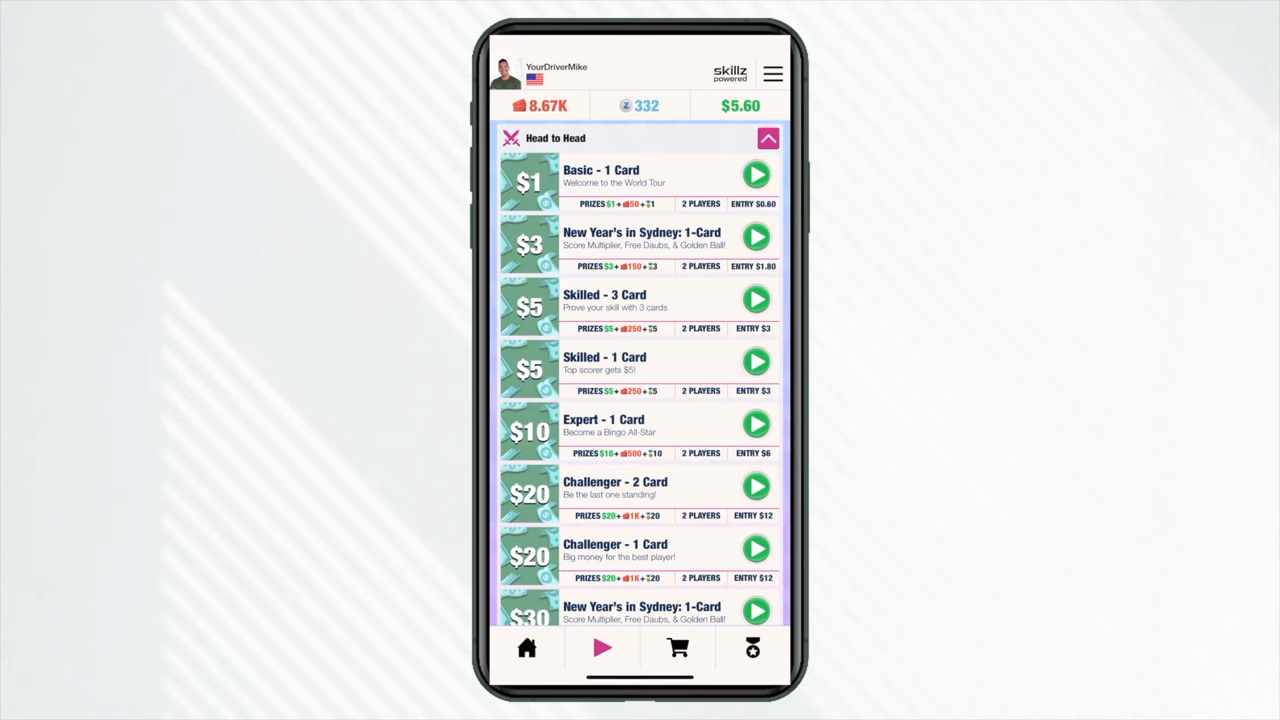 YourDriverMike
skillz
powered
8.67K
Z 332
$5.60
Head to Head
$1
Basic - 1 Card
Welcome to the World Tour
PRIZES $1 + 50 + 1
2 PLAYERS
ENTRY $0.60
$3
New Year's in Sydney: 1-Card
Score Multiplier, Free Daubs, & Golden Ball!
PRIZES $3 + 150 + 3
2 PLAYERS
ENTRY $1.80
$5
Skilled - 3 Card
Prove your skill with 3 cards
PRIZES $5 + 250 + 5
2 PLAYERS
ENTRY $3
$5
Skilled - 1 Card
Top scorer gets $5!
PRIZES $5 + 250 + 5
2 PLAYERS
ENTRY $3
$10
Expert - 1 Card
Become a Bingo All-Star
PRIZES $10 + 500 + 10
2 PLAYERS
ENTRY $6
$20
Challenger - 2 Card
Be the last one standing!
PRIZES $20 + 1K + 20
2 PLAYERS
ENTRY $12
$20
Challenger - 1 Card
Big money for the best player!
PRIZES $20 + 1K + 20
2 PLAYERS
ENTRY $12
$30
New Year's in Sydney: 1-Card
Score Multiplier, Free Daubs, & Golden Ball!